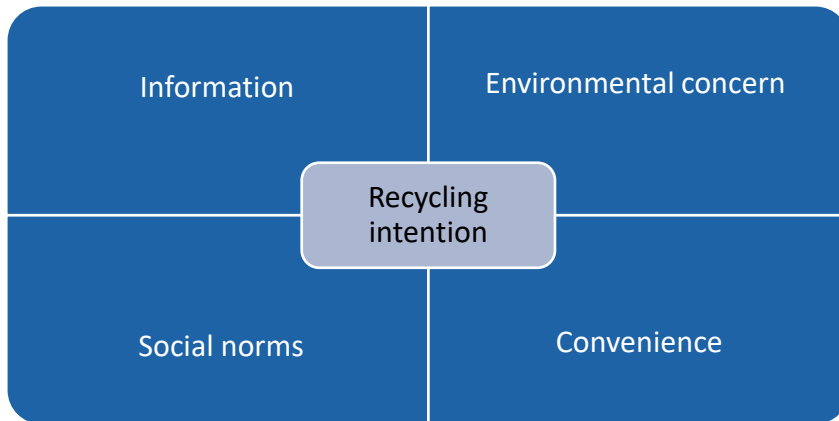 Information
Environmental concern
Recycling
intention
Social norms
Convenience